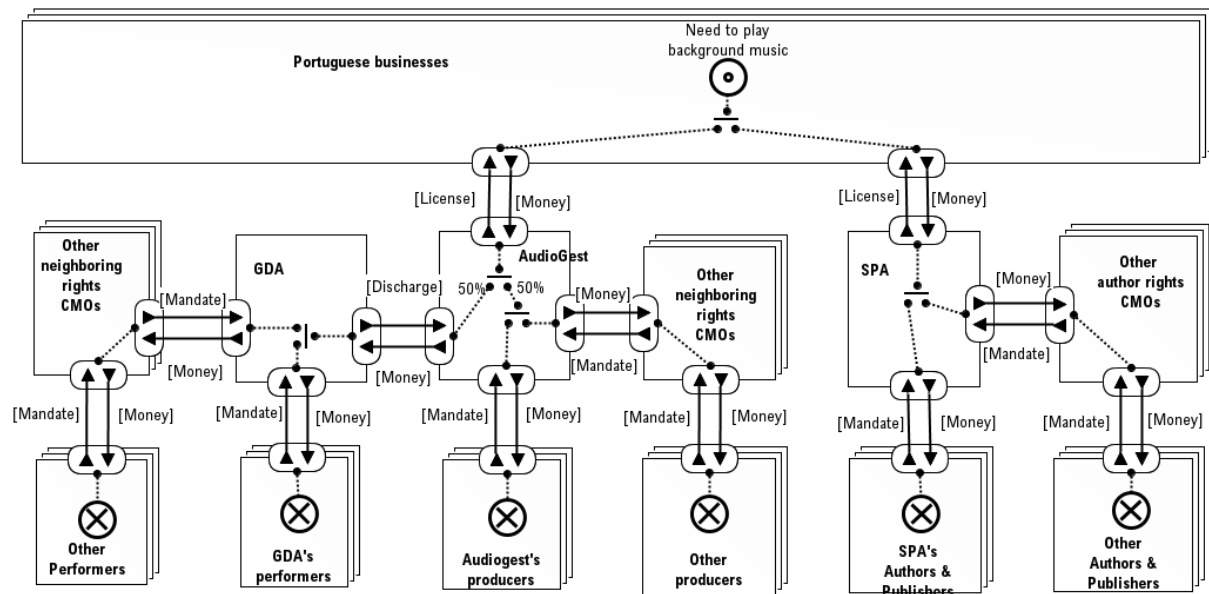 Need to play
background music
Portuguese businesses
[License]
[Money]
[License]
[Money]
Other
neighboring
rights
CMOs
GDA
AudioGest
Other
neighboring
rights
CMOs
SPA
Other
author rights
CMOs
[Mandate]
[Money]
[Discharge]
[Money]
50%
50%
[Money]
[Mandate]
[Money]
[Mandate]
[Mandate]
[Money]
[Mandate]
[Money]
[Mandate]
[Money]
[Mandate]
[Money]
[Mandate]
[Money]
[Mandate]
[Money]
Other
Performers
GDA's
performers
Audiogest's
producers
Other
producers
SPA's
Authors &
Publishers
Other
Authors &
Publishers